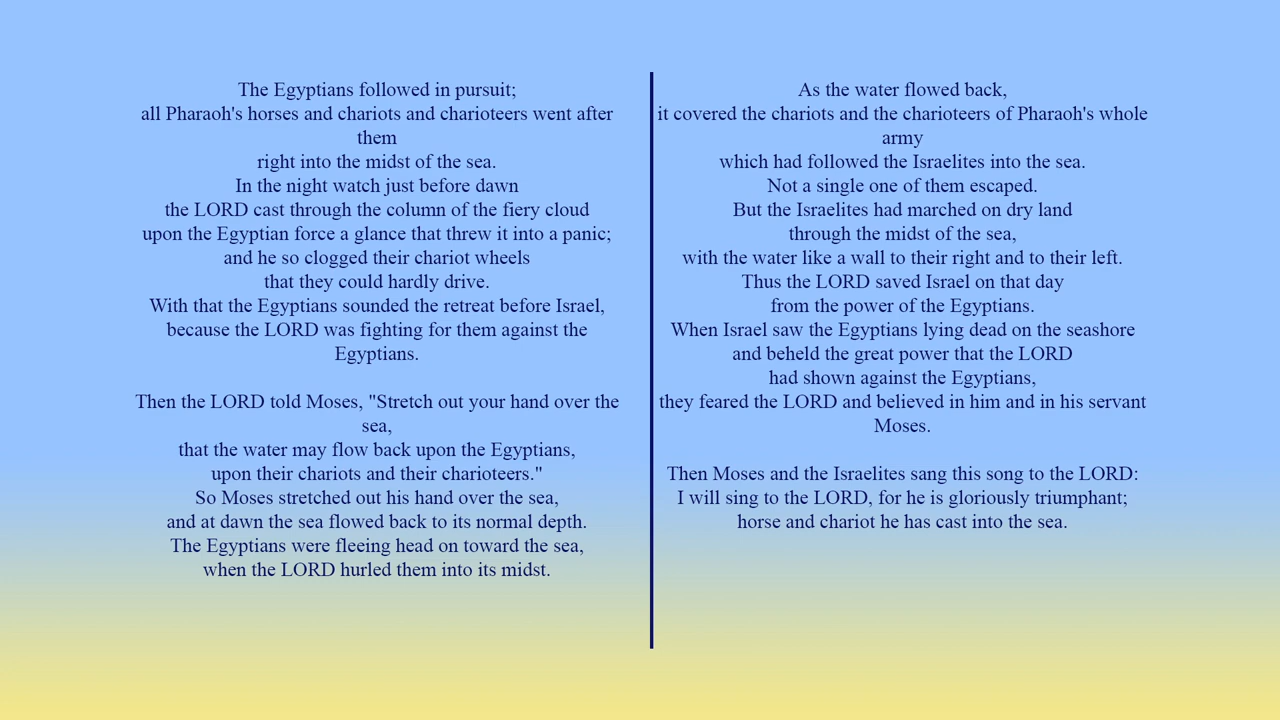 The Egyptians followed in pursuit;
all Pharaoh's horses and chariots and charioteers went after
them
right into the midst of the sea.
In the night watch just before dawn
the LORD cast through the column of the fiery cloud
upon the Egyptian force a glance that threw it into a panic;
and he so clogged their chariot wheels
that they could hardly drive.
With that the Egyptians sounded the retreat before Israel,
because the LORD was fighting for them against the
Egyptians.

Then the LORD told Moses, "Stretch out your hand over the
sea,
that the water may flow back upon the Egyptians,
upon their chariots and their charioteers."
So Moses stretched out his hand over the sea,
and at dawn the sea flowed back to its normal depth.
The Egyptians were fleeing head on toward the sea,
when the LORD hurled them into its midst.

As the water flowed back,
it covered the chariots and the charioteers of Pharaoh's whole
army
which had followed the Israelites into the sea.
Not a single one of them escaped.
But the Israelites had marched on dry land
through the midst of the sea,
with the water like a wall to their right and to their left.
Thus the LORD saved Israel on that day
from the power of the Egyptians.
When Israel saw the Egyptians lying dead on the seashore
and beheld the great power that the LORD
had shown against the Egyptians,
they feared the LORD and believed in him and in his servant
Moses.

Then Moses and the Israelites sang this song to the LORD:
I will sing to the LORD, for he is gloriously triumphant;
horse and chariot he has cast into the sea.